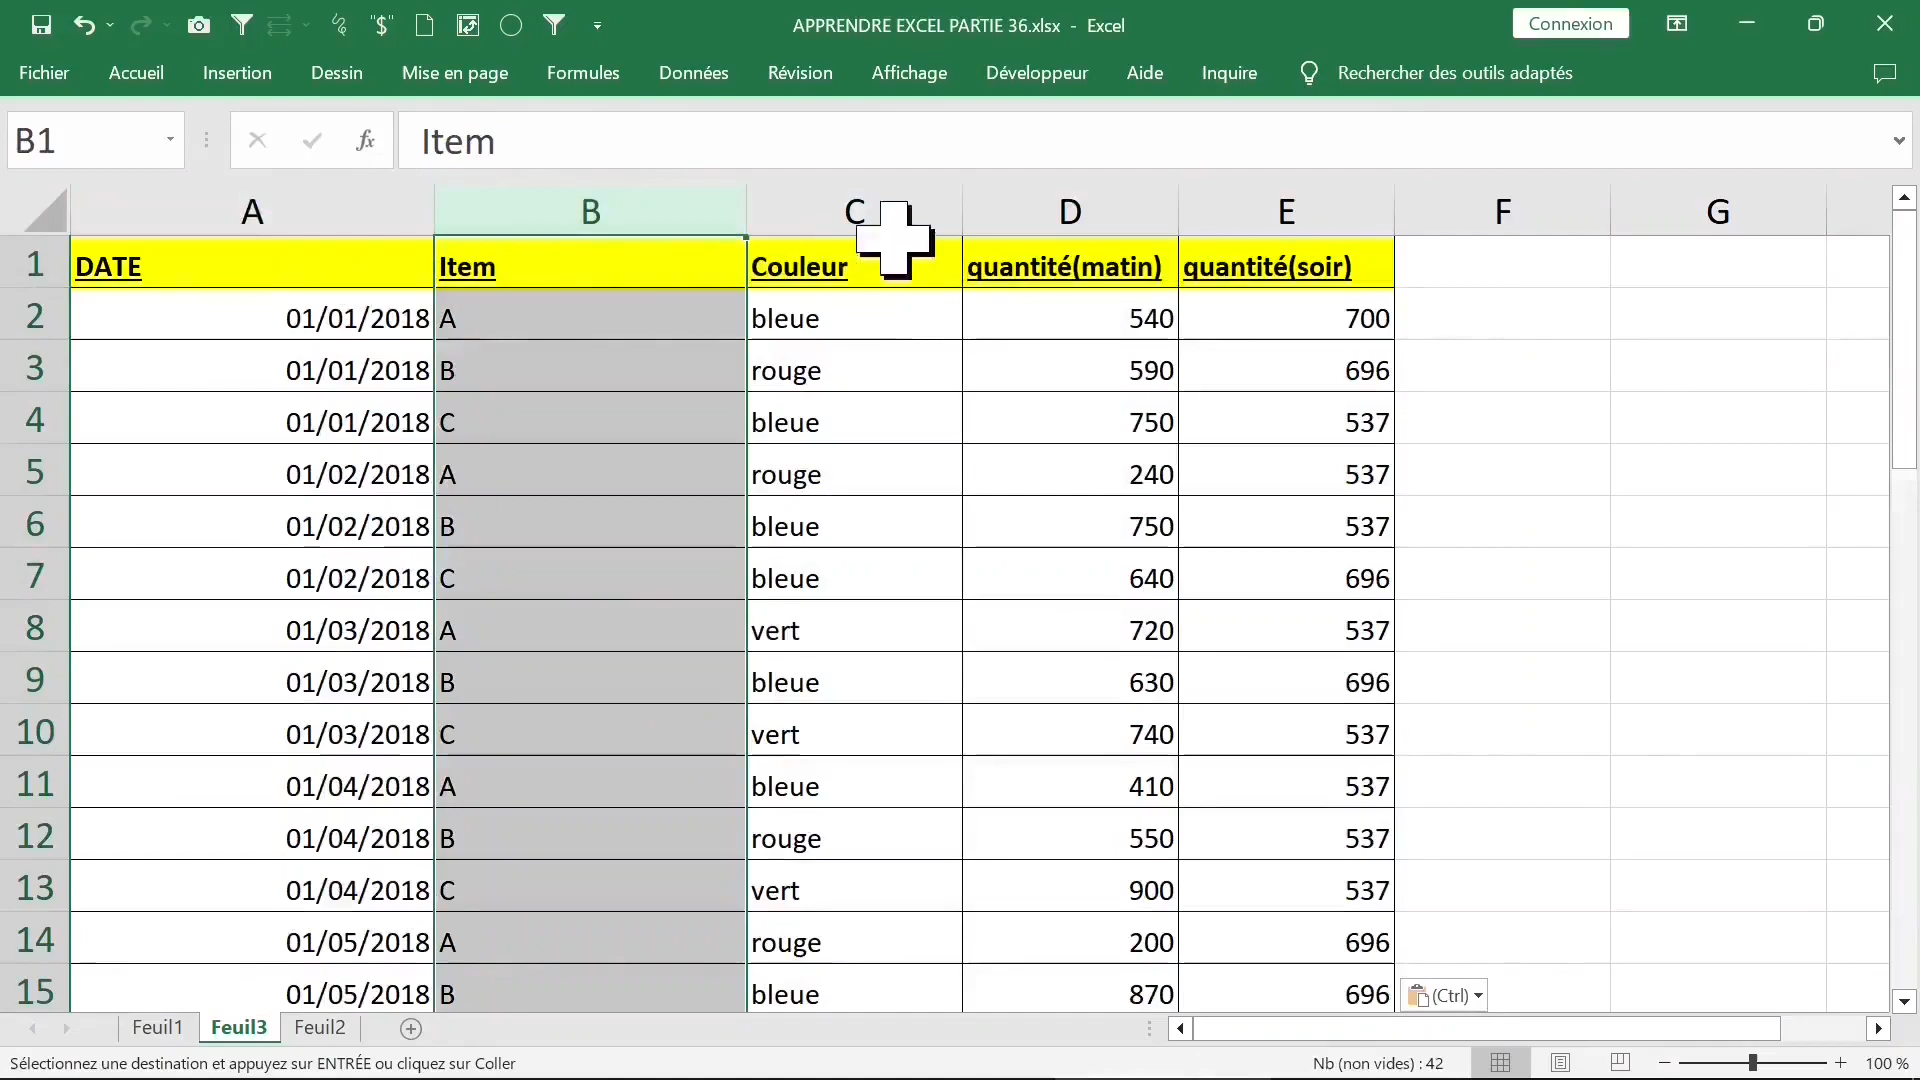 "$" APPRENDRE EXCEL PARTIE 36.xlsx - Excel Connexion
Fichier Accueil Insertion Dessin Mise en page Formules Données Révision Affichage Développeur Aide Inquire Rechercher des outils adaptés
B1 fx Item
A B C D E F G
1 DATE Item Couleur quantité(matin) quantité(soir)
2 01/01/2018 A bleue 540 700
3 01/01/2018 B rouge 590 696
4 01/01/2018 C bleue 750 537
5 01/02/2018 A rouge 240 537
6 01/02/2018 B bleue 750 537
7 01/02/2018 C bleue 640 696
8 01/03/2018 A vert 720 537
9 01/03/2018 B bleue 630 696
10 01/03/2018 C vert 740 537
11 01/04/2018 A bleue 410 537
12 01/04/2018 B rouge 550 537
13 01/04/2018 C vert 900 537
14 01/05/2018 A rouge 200 696
15 01/05/2018 B bleue 870 696 (Ctrl)
Feuil1 Feuil3 Feuil2
Sélectionnez une destination et appuyez sur ENTRÉE ou cliquez sur Coller Nb (non vides) : 42 100 %